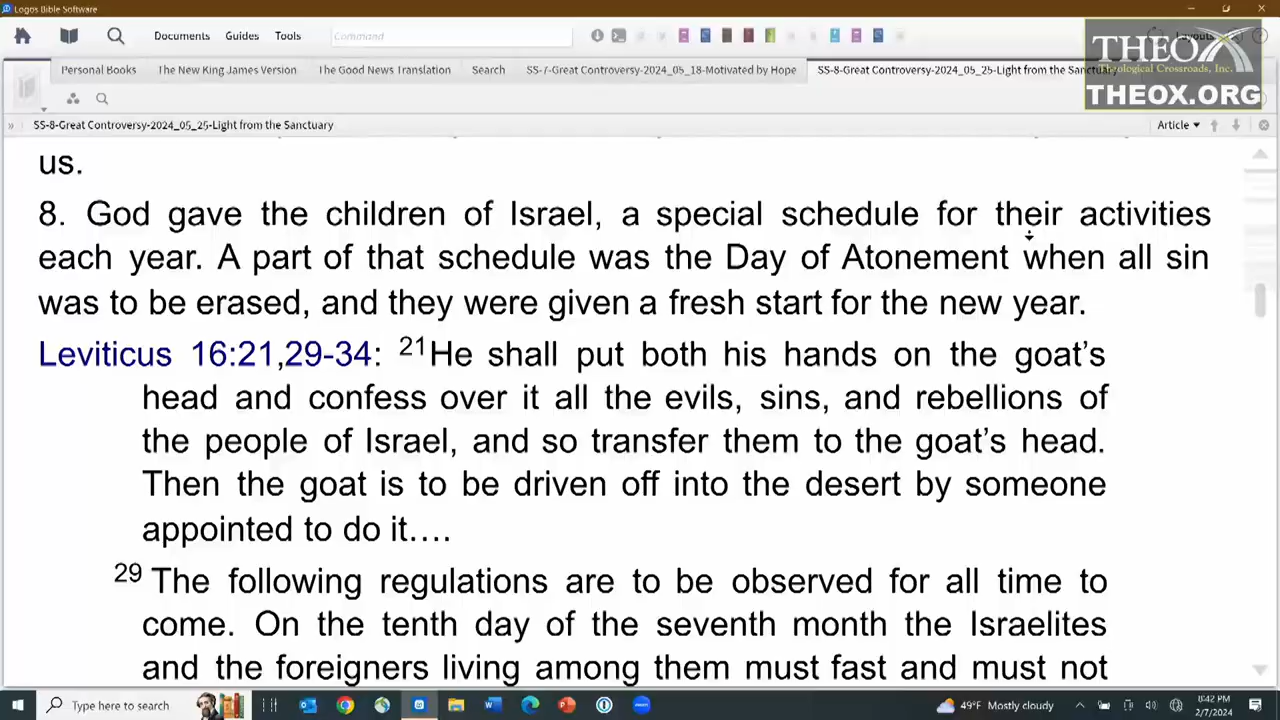 Logos Bible Software
Documents Guides Tools Command
THEOX
Theological Crossroads, Inc.
THEOX.ORG
Personal Books The New King James Version The Good New Search SS-7-Great Controversy-2024_05_18-Motivated by Hope SS-8-Great Controversy-2024_05_25-Light from the Sanctu
SS-8-Great Controversy-2024_05_25-Light from the Sanctuary Article
us.
8. God gave the children of Israel, a special schedule for their activities
each year. A part of that schedule was the Day of Atonement when all sin
was to be erased, and they were given a fresh start for the new year.
Leviticus 16:21,29-34: 21He shall put both his hands on the goat’s
head and confess over it all the evils, sins, and rebellions of
the people of Israel, and so transfer them to the goat’s head.
Then the goat is to be driven off into the desert by someone
appointed to do it….
29 The following regulations are to be observed for all time to
come. On the tenth day of the seventh month the Israelites
and the foreigners living among them must fast and must not
Type here to search 49°F Mostly cloudy 8:42 PM
2/7/2024